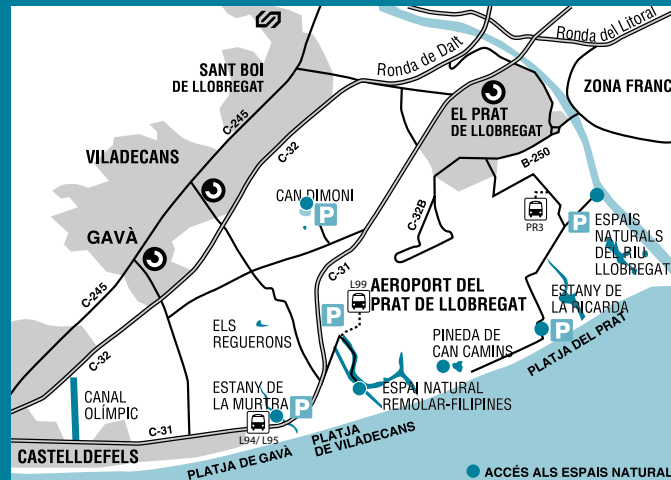 Ronda de Dalt
Ronda del Litoral
SANT BOI
DE LLOBREGAT
ZONA FRANC
EL PRAT
DE LLOBREGAT
C-245
VILADECANS
C-32
B-250
CAN DIMONI
P
C-32B
PR3
P
ESPAIS
NATURALS
DEL RIU
LLOBREGAT
GAVÀ
C-31
L99
AEROPORT DEL
PRAT DE LLOBREGAT
C-245
P
ESTANY DE
LA RICARDA
ELS
REGUERONS
P
PLATJA DEL PRAT
PINEDA DE
CAN CAMINS
C-32
CANAL
OLÍMPIC
ESTANY DE
LA MURTRA
P
ESPAI NATURAL
REMOLAR-FILIPINES
C-31
L94/ L95
PLATJA
DE VILADECANS
CASTELLDEFELS
PLATJA DE GAVÀ
ACCÉS ALS ESPAIS NATURAL